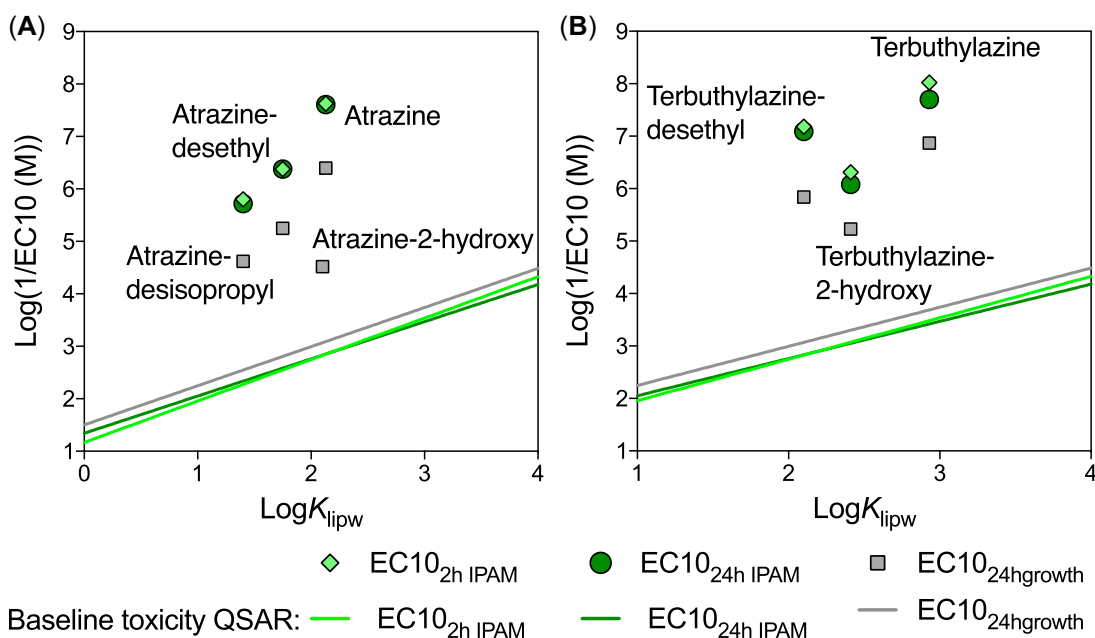 (A)
9
8
7
6
5
4
3
2
1
0
1
2
3
4
Log(1/EC10 (M))
LogKlipw
Atrazine-
desethyl
Atrazine
Atrazine-
desisopropyl
Atrazine-2-hydroxy
(B)
9
8
7
6
5
4
3
2
1
1
2
3
4
Log(1/EC10 (M))
LogKlipw
Terbuthylazine
Terbuthylazine-
desethyl
Terbuthylazine-
2-hydroxy
EC102h IPAM
EC1024h IPAM
EC1024hgrowth
Baseline toxicity QSAR:
EC102h IPAM
EC1024h IPAM
EC1024hgrowth